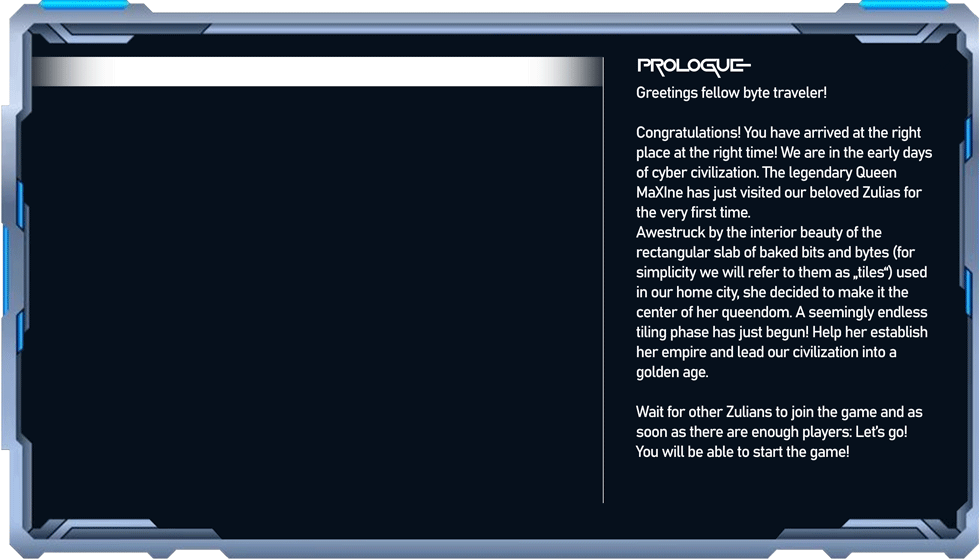 PROLOGUE
Greetings fellow byte traveler!
Congratulations! You have arrived at the right
place at the right time! We are in the early days
of cyber civilization. The legendary Queen
MaXIne has just visited our beloved Zulias for
the very first time.
Awestruck by the interior beauty of the
rectangular slab of baked bits and bytes (for
simplicity we will refer to them as „tiles“) used
in our home city, she decided to make it the
center of her queendom. A seemingly endless
tiling phase has just begun! Help her establish
her empire and lead our civilization into a
golden age.
Wait for other Zulians to join the game and as
soon as there are enough players: Let's go!
You will be able to start the game!